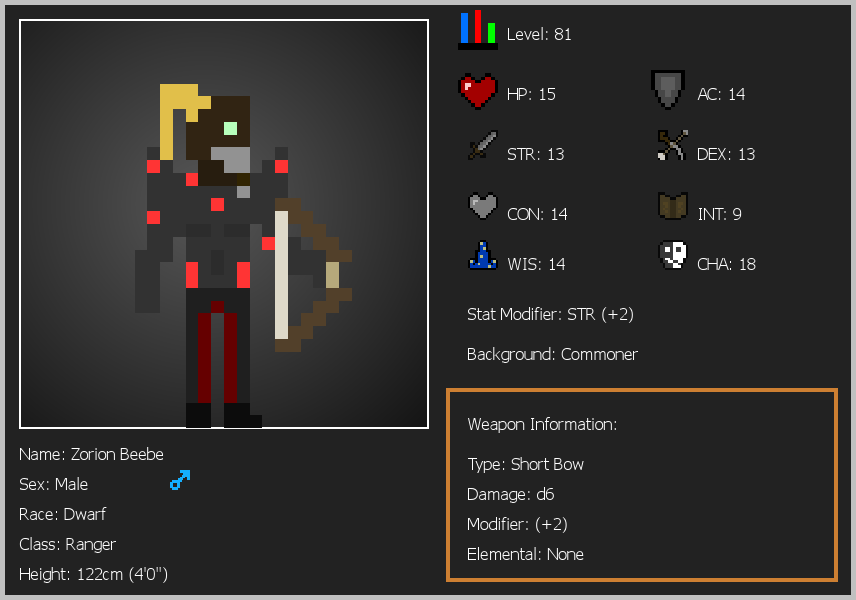 Level: 81
HP: 15
AC: 14
STR: 13
DEX: 13
CON: 14
INT: 9
WIS: 14
CHA: 18
Stat Modifier: STR (+2)
Background: Commoner
Weapon Information:
Type: Short Bow
Damage: d6
Modifier: (+2)
Elemental: None
Name: Zorion Beebe
Sex: Male
Race: Dwarf
Class: Ranger
Height: 122cm (4'0")